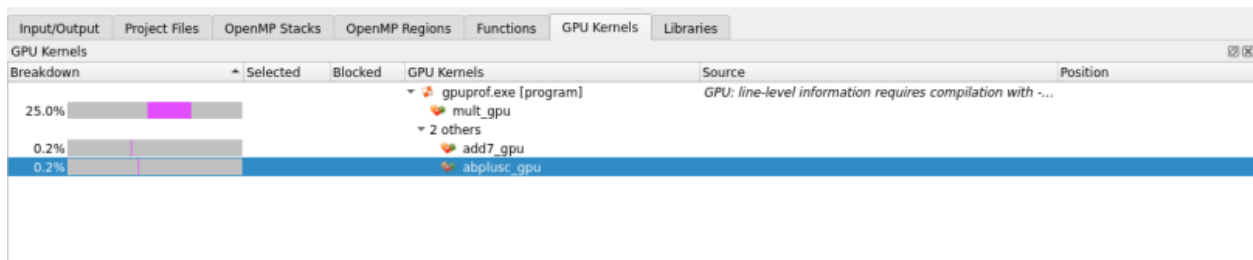 Input/Output Project Files OpenMP Stacks OpenMP Regions Functions GPU Kernels Libraries
GPU Kernels
Breakdown Selected Blocked GPU Kernels Source Position
gpuprof.exe [program] GPU: line-level information requires compilation with -...
25.0% mult_gpu
2 others
0.2% add7_gpu
0.2% abplusc_gpu